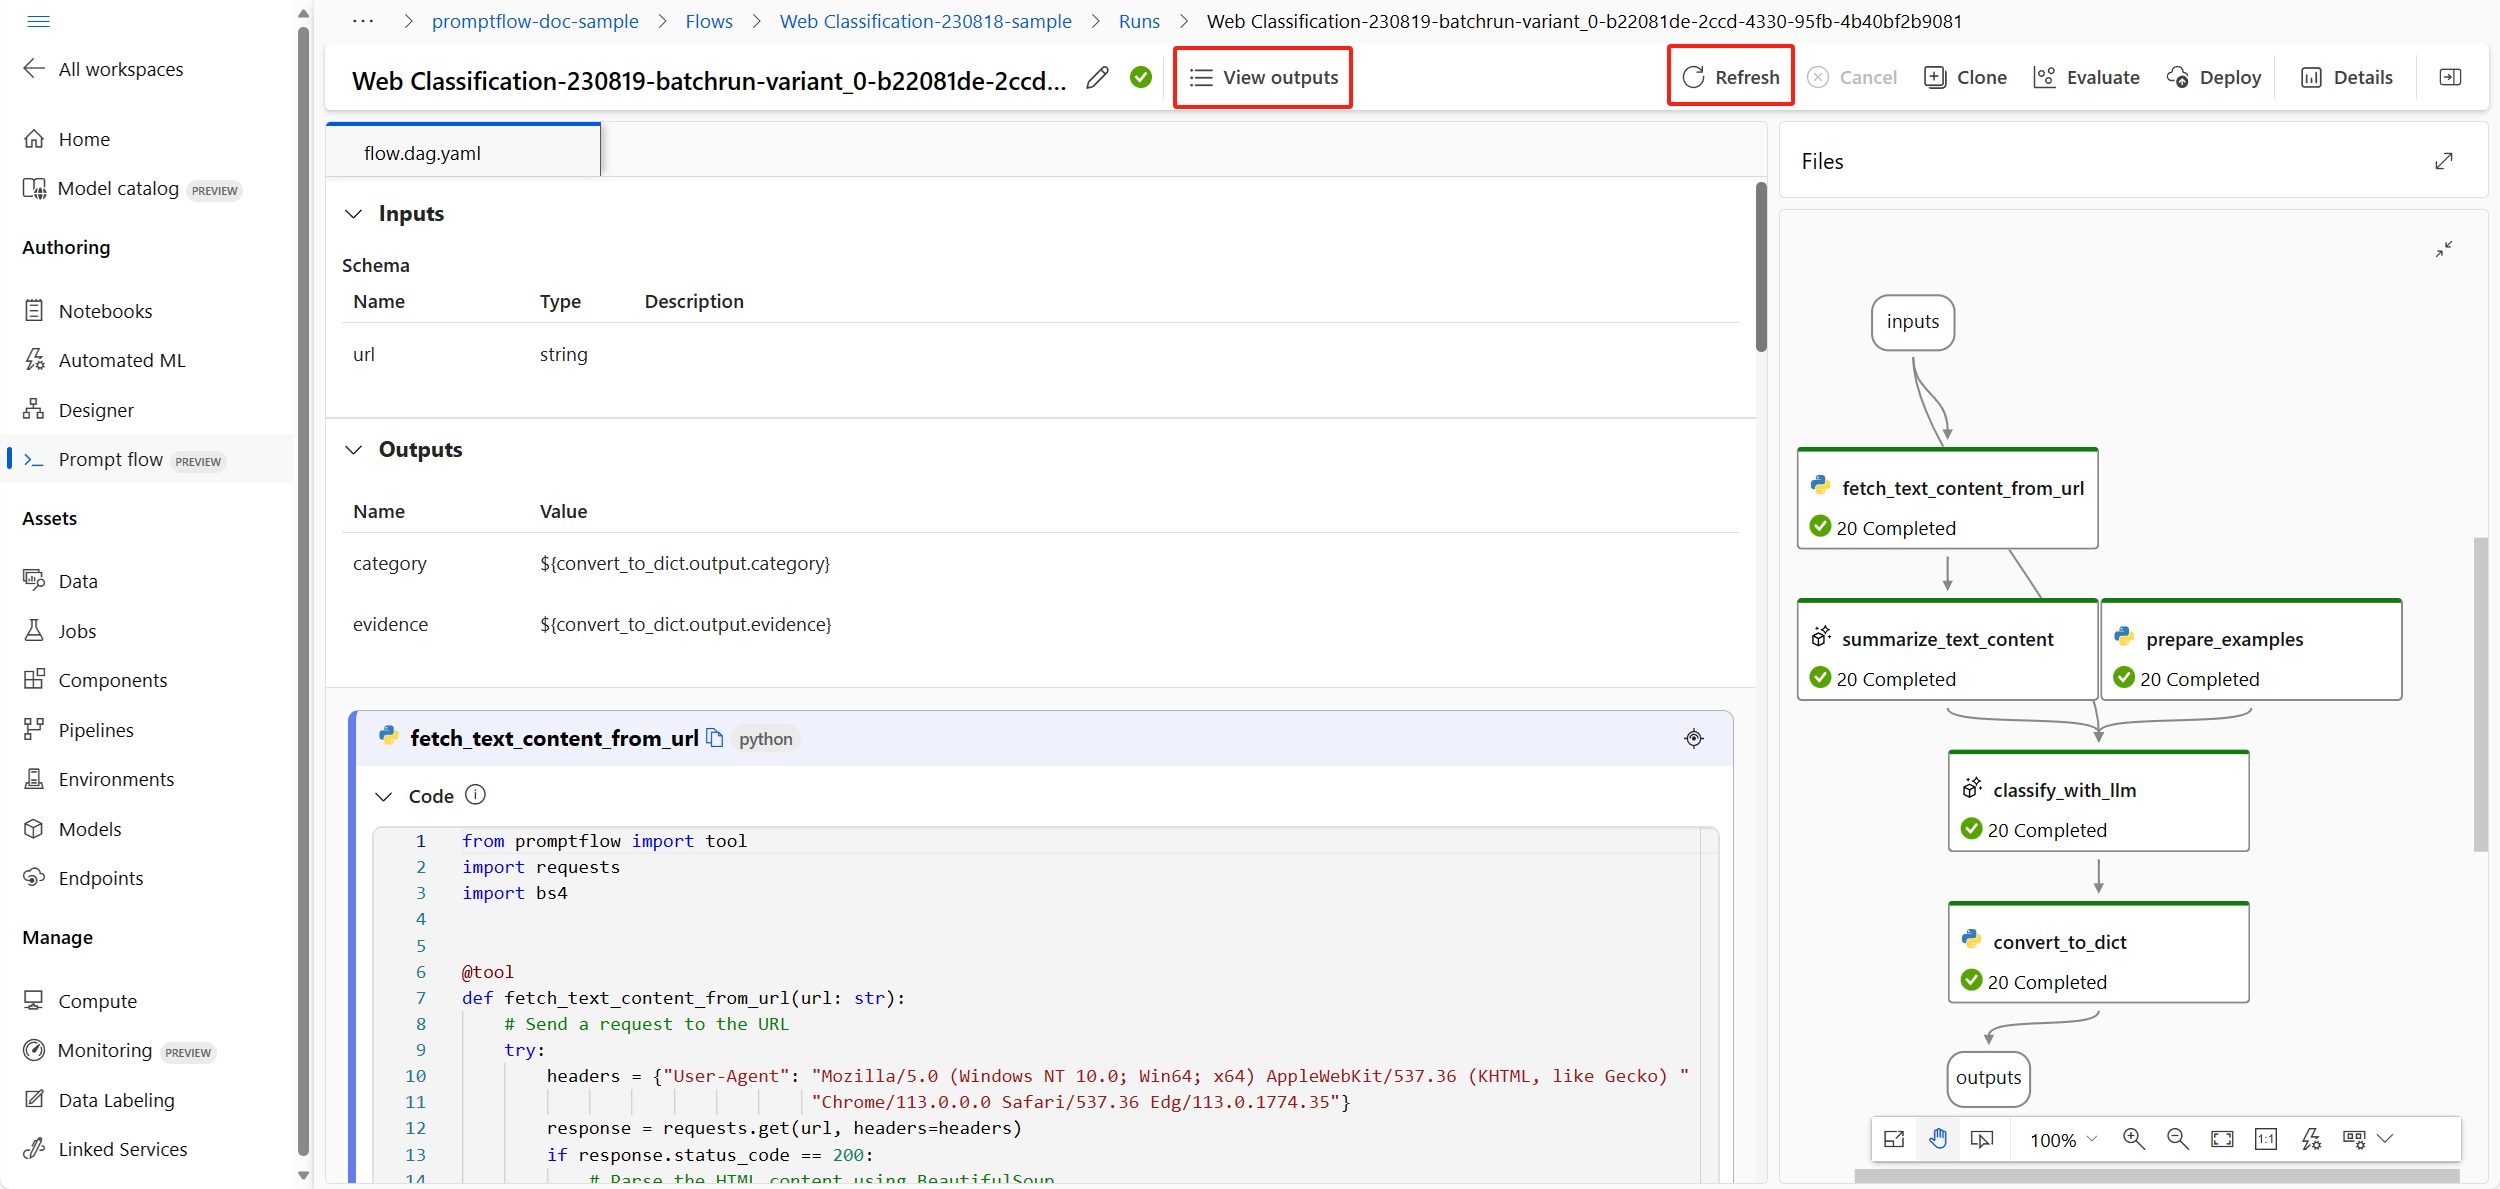 All workspaces
Home
Model catalog PREVIEW
Authoring
Notebooks
Automated ML
Designer
Prompt flow PREVIEW
Assets
Data
Jobs
Components
Pipelines
Environments
Models
Endpoints
Manage
Compute
Monitoring PREVIEW
Data Labeling
Linked Services
··· > promptflow-doc-sample > Flows > Web Classification-230818-sample > Runs > Web Classification-230819-batchrun-variant_0-b22081de-2ccd-4330-95fb-4b40bf2b9081
Web Classification-230819-batchrun-variant_0-b22081de-2ccd... View outputs Refresh Cancel Clone Evaluate Deploy Details
flow.dag.yaml
Inputs
Schema
Name Type Description
url string
Outputs
Name Value
category ${convert_to_dict.output.category}
evidence ${convert_to_dict.output.evidence}
fetch_text_content_from_url python
Code
1 from promptflow import tool
2 import requests
3 import bs4
4
5
6 @tool
7 def fetch_text_content_from_url(url: str):
8 # Send a request to the URL
9 try:
10 headers = {"User-Agent": "Mozilla/5.0 (Windows NT 10.0; Win64; x64) AppleWebKit/537.36 (KHTML, like Gecko) "
11 "Chrome/113.0.0.0 Safari/537.36 Edg/113.0.1774.35"}
12 response = requests.get(url, headers=headers)
13 if response.status_code == 200:
14 # Parse the HTML content using BeautifulSoup
Files
inputs
fetch_text_content_from_url
20 Completed
summarize_text_content
20 Completed
prepare_examples
20 Completed
classify_with_llm
20 Completed
convert_to_dict
20 Completed
outputs
100% 1:1